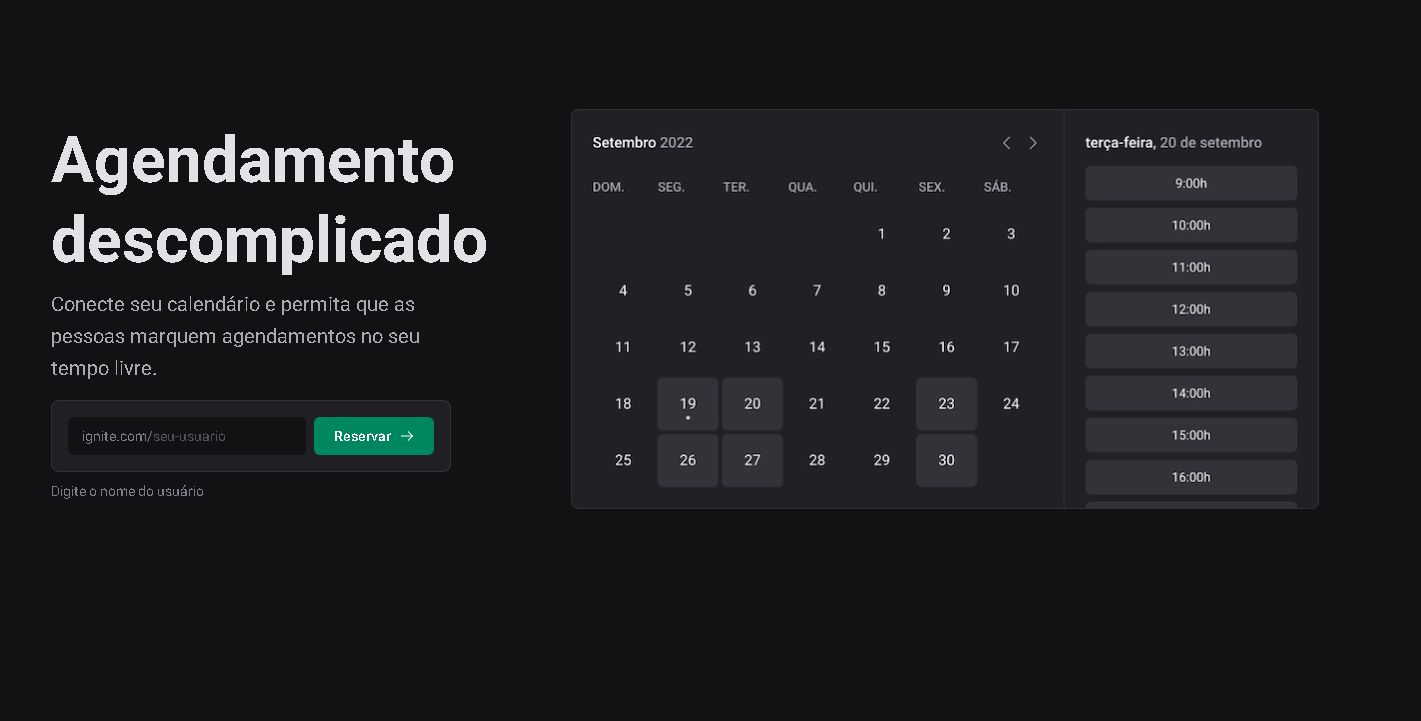 Agendamento
descomplicado
Conecte seu calendário e permita que as
pessoas marquem agendamentos no seu
tempo livre.
ignite.com/seu-usuario
Reservar →
Digite o nome do usuário
Setembro 2022
DOM. SEG. TER. QUA. QUI. SEX. SÁB.
1 2 3
4 5 6 7 8 9 10
11 12 13 14 15 16 17
18 19 20 21 22 23 24
25 26 27 28 29 30
terça-feira, 20 de setembro
9:00h
10:00h
11:00h
12:00h
13:00h
14:00h
15:00h
16:00h